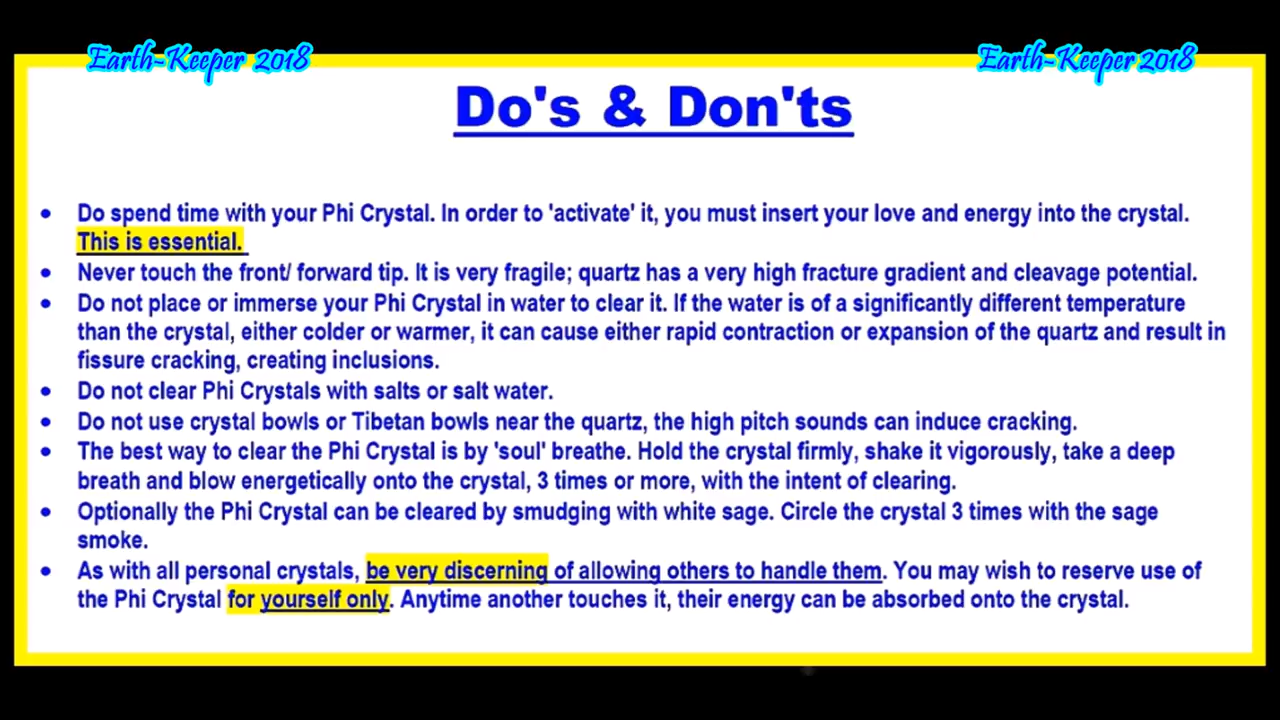 Earth-Keeper 2018
Earth-Keeper 2018
Do's & Don'ts
• Do spend time with your Phi Crystal. In order to 'activate' it, you must insert your love and energy into the crystal.
This is essential.
• Never touch the front/ forward tip. It is very fragile; quartz has a very high fracture gradient and cleavage potential.
• Do not place or immerse your Phi Crystal in water to clear it. If the water is of a significantly different temperature
than the crystal, either colder or warmer, it can cause either rapid contraction or expansion of the quartz and result in
fissure cracking, creating inclusions.
• Do not clear Phi Crystals with salts or salt water.
• Do not use crystal bowls or Tibetan bowls near the quartz, the high pitch sounds can induce cracking.
• The best way to clear the Phi Crystal is by 'soul' breathe. Hold the crystal firmly, shake it vigorously, take a deep
breath and blow energetically onto the crystal, 3 times or more, with the intent of clearing.
• Optionally the Phi Crystal can be cleared by smudging with white sage. Circle the crystal 3 times with the sage
smoke.
• As with all personal crystals, be very discerning of allowing others to handle them. You may wish to reserve use of
the Phi Crystal for yourself only. Anytime another touches it, their energy can be absorbed onto the crystal.